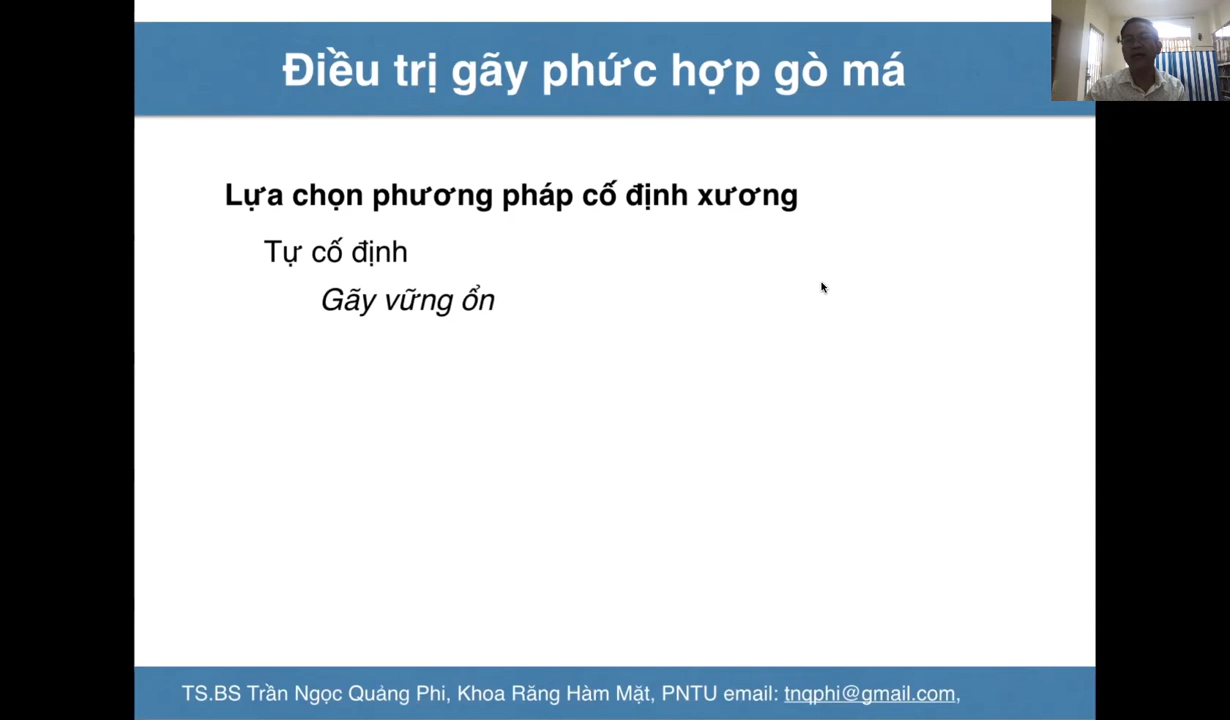 Điều trị gãy phức hợp gò má
Lựa chọn phương pháp cố định xương
Tự cố định
Gãy vững ổn
TS.BS Trần Ngọc Quảng Phi, Khoa Răng Hàm Mặt, PNTU email: tnqphi@gmail.com,